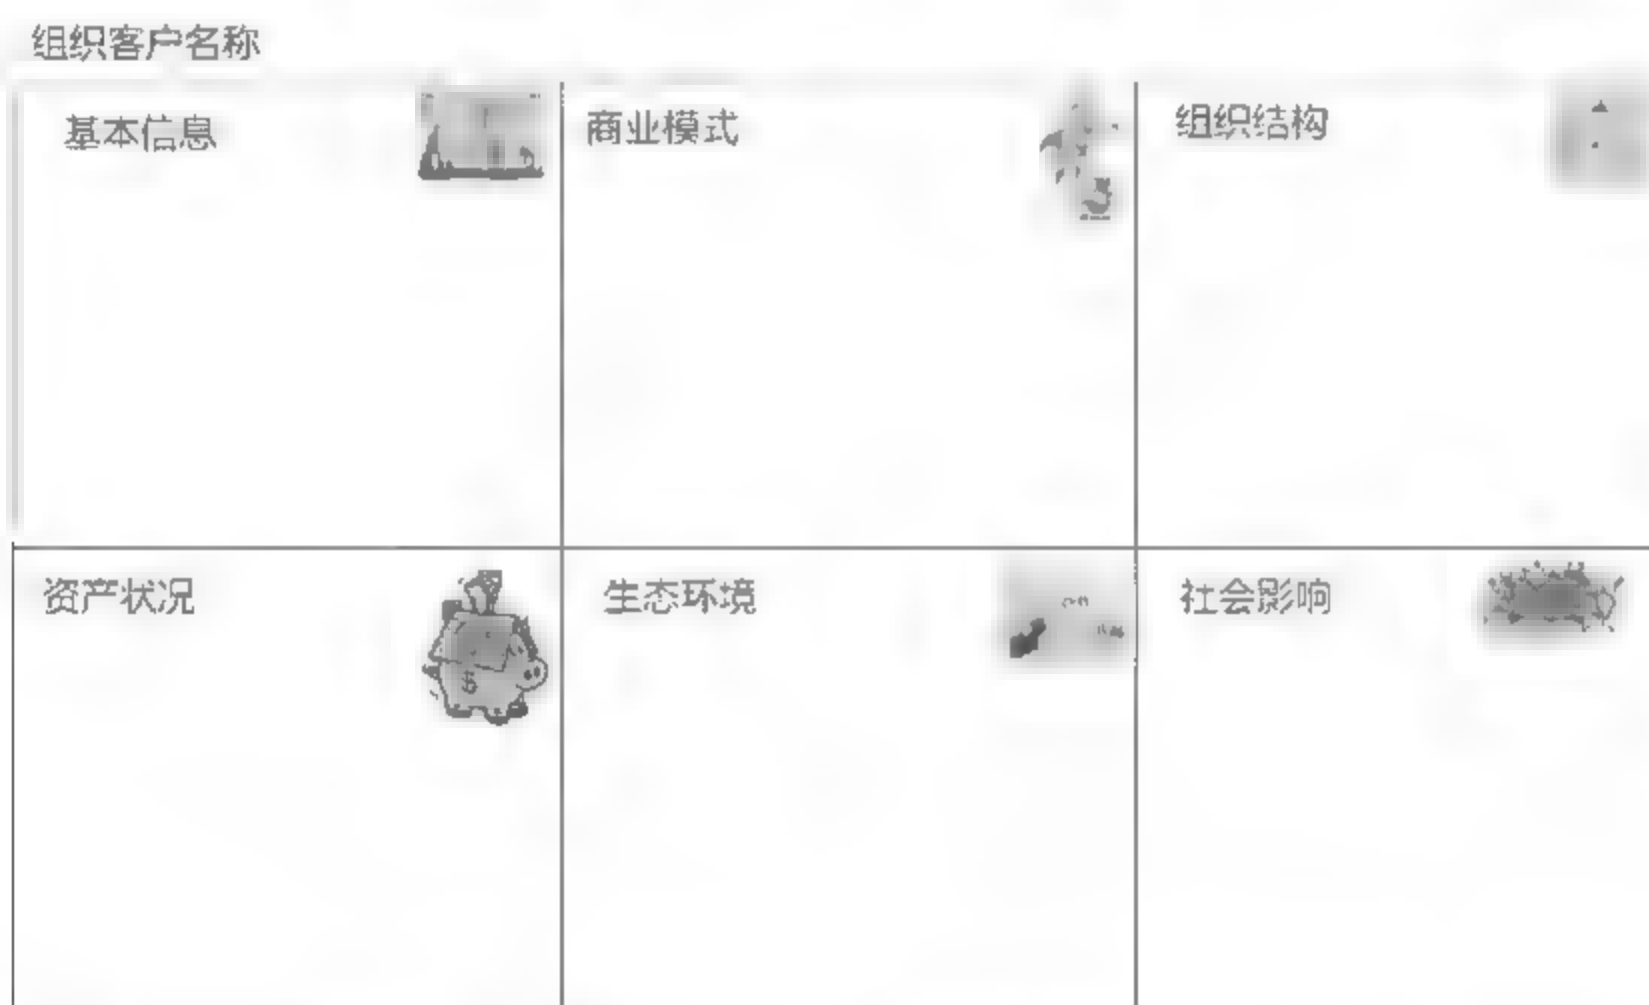 组织客户名称
基本信息
商业模式
组织结构
资产状况
生态环境
社会影响